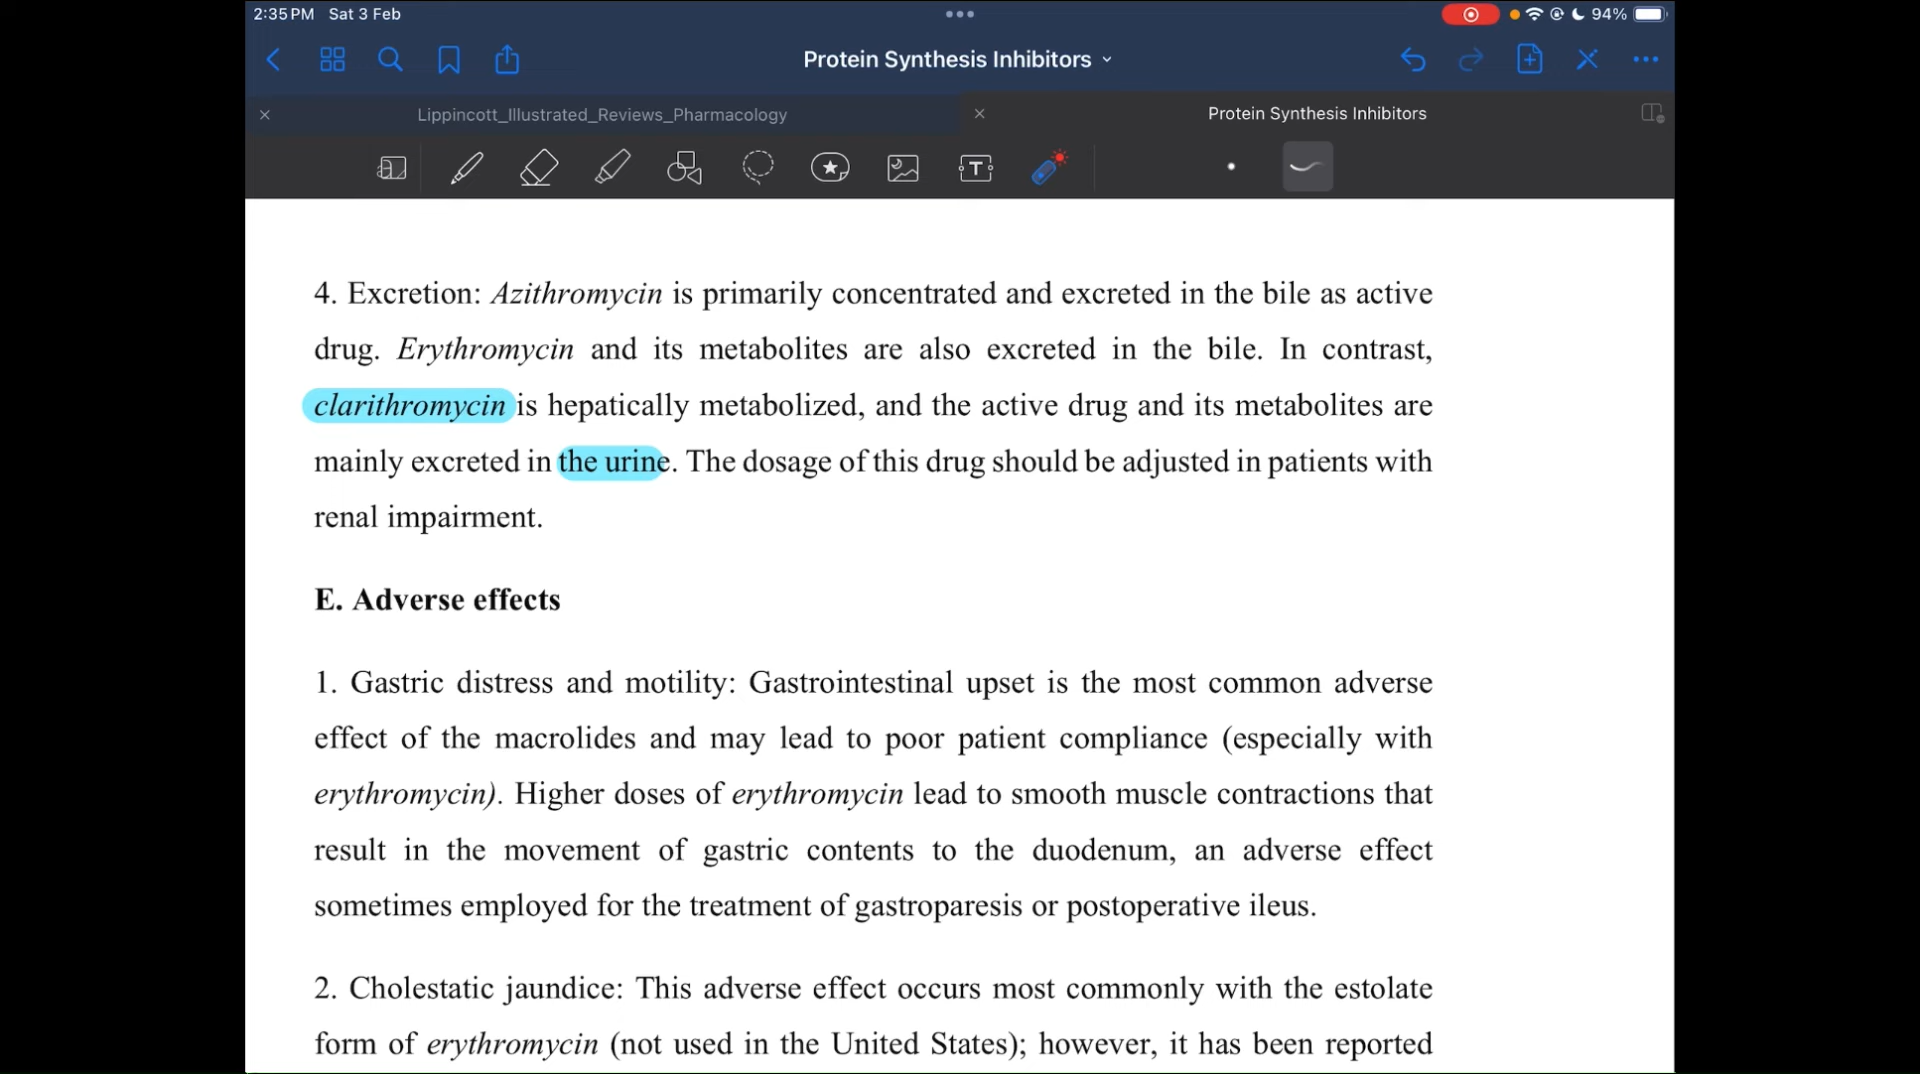 2:35 PM Sat 3 Feb
94%
Protein Synthesis Inhibitors
Lippincott_Illustrated_Reviews_Pharmacology
Protein Synthesis Inhibitors
4. Excretion: Azithromycin is primarily concentrated and excreted in the bile as active
drug. Erythromycin and its metabolites are also excreted in the bile. In contrast,
clarithromycin is hepatically metabolized, and the active drug and its metabolites are
mainly excreted in the urine. The dosage of this drug should be adjusted in patients with
renal impairment.
E. Adverse effects
1. Gastric distress and motility: Gastrointestinal upset is the most common adverse
effect of the macrolides and may lead to poor patient compliance (especially with
erythromycin). Higher doses of erythromycin lead to smooth muscle contractions that
result in the movement of gastric contents to the duodenum, an adverse effect
sometimes employed for the treatment of gastroparesis or postoperative ileus.
2. Cholestatic jaundice: This adverse effect occurs most commonly with the estolate
form of erythromycin (not used in the United States); however, it has been reported